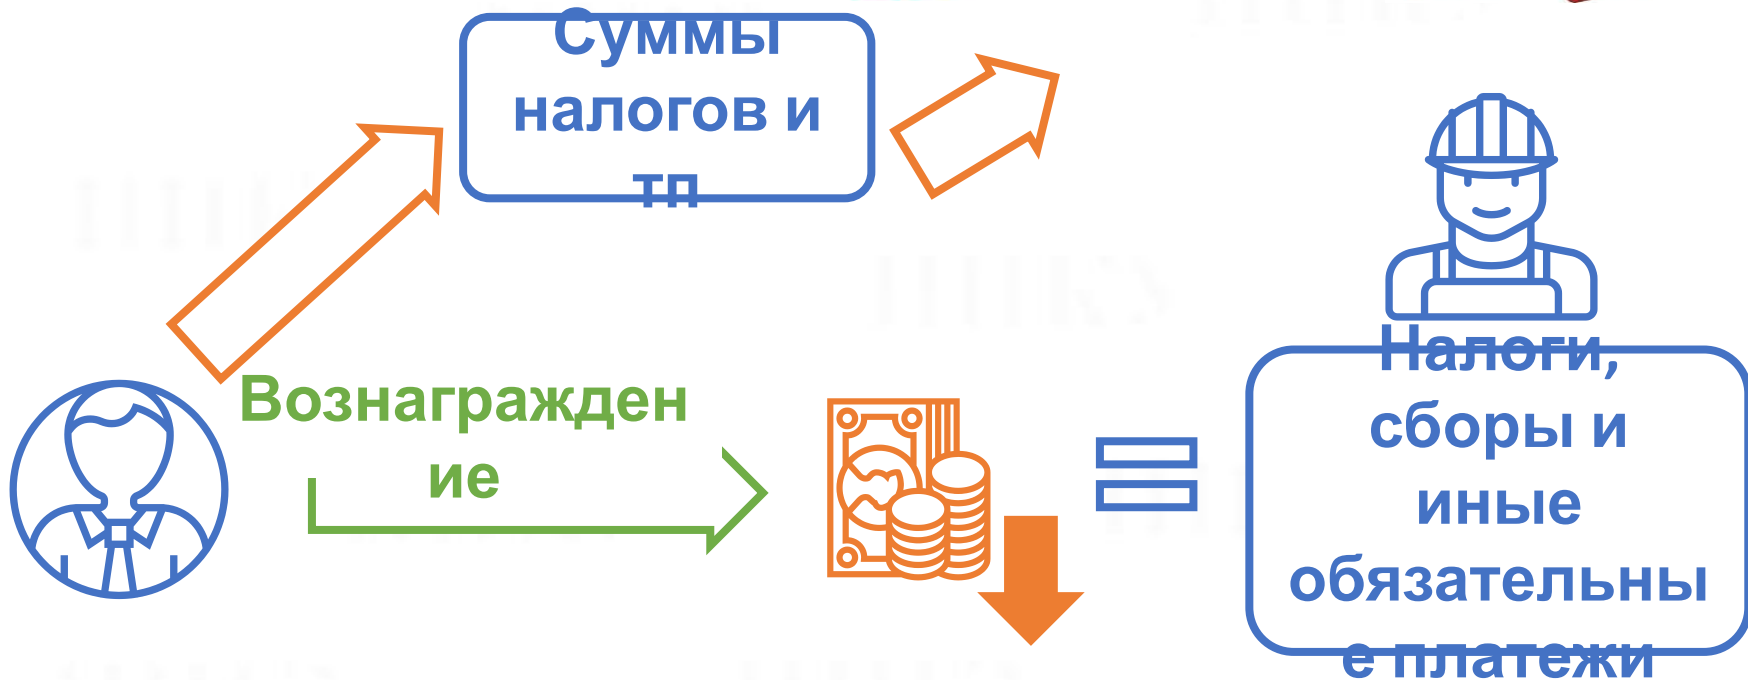 Суммы
налогов и
тп
Вознагражден
ие
Налоги,
сборы и
иные
обязательны
е платежи